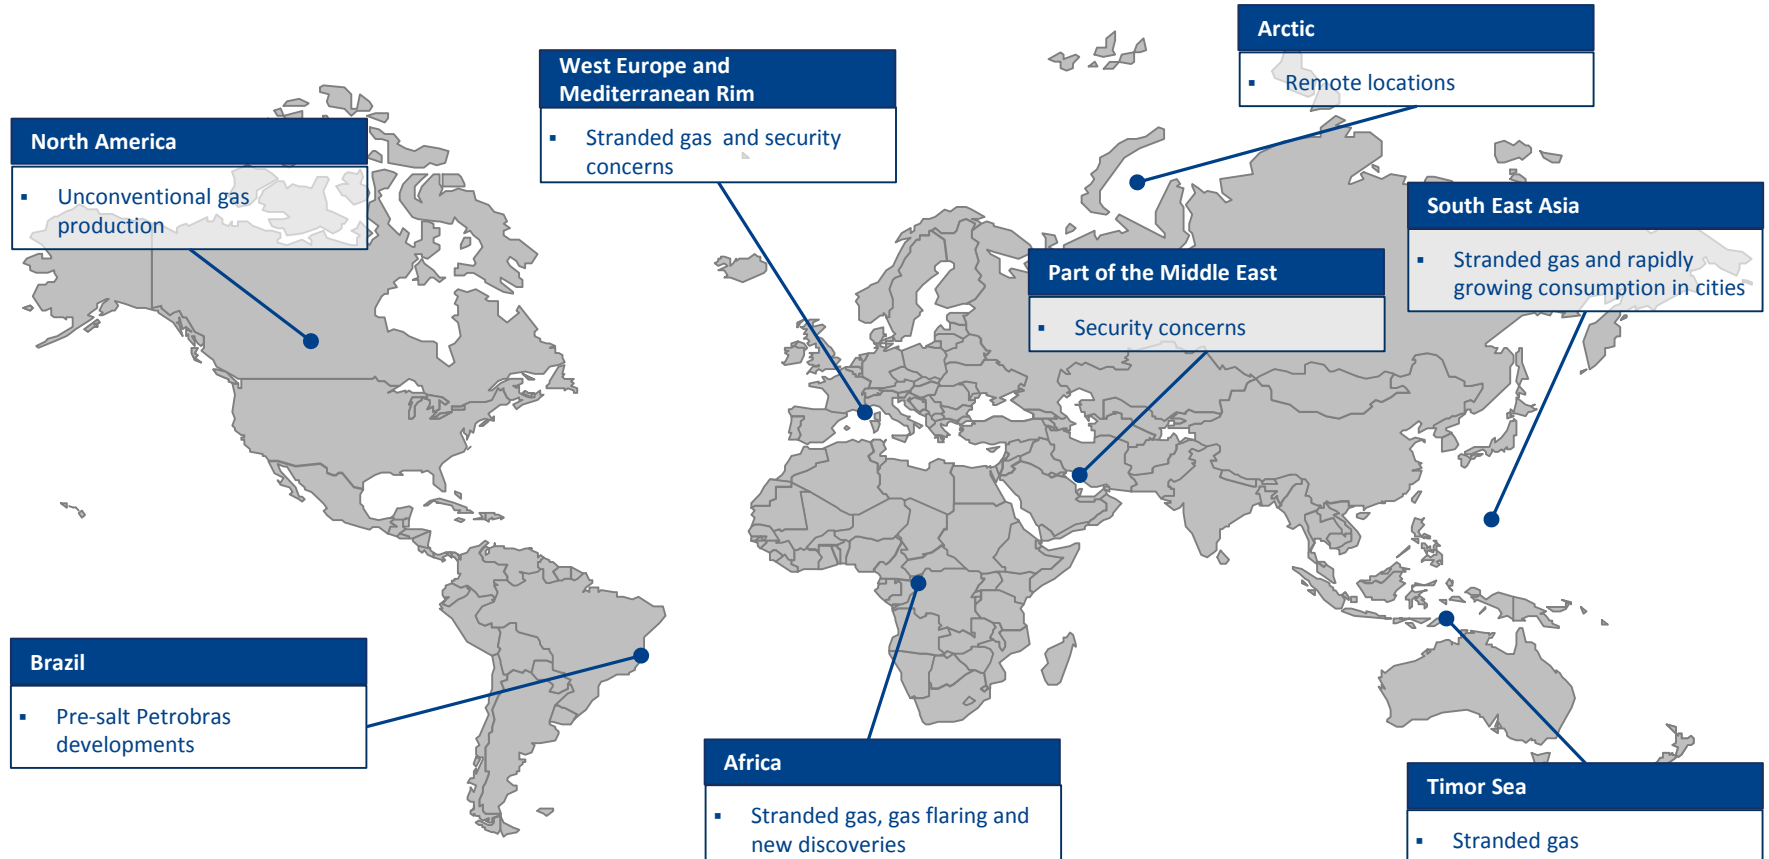 Arctic
▪ Remote locations
West Europe and
Mediterranean Rim
▪ Stranded gas and security
concerns
North America
▪ Unconventional gas
production
South East Asia
▪ Stranded gas and rapidly
growing consumption in cities
Part of the Middle East
▪ Security concerns
Brazil
▪ Pre-salt Petrobras
developments
Africa
▪ Stranded gas, gas flaring and
new discoveries
Timor Sea
▪ Stranded gas